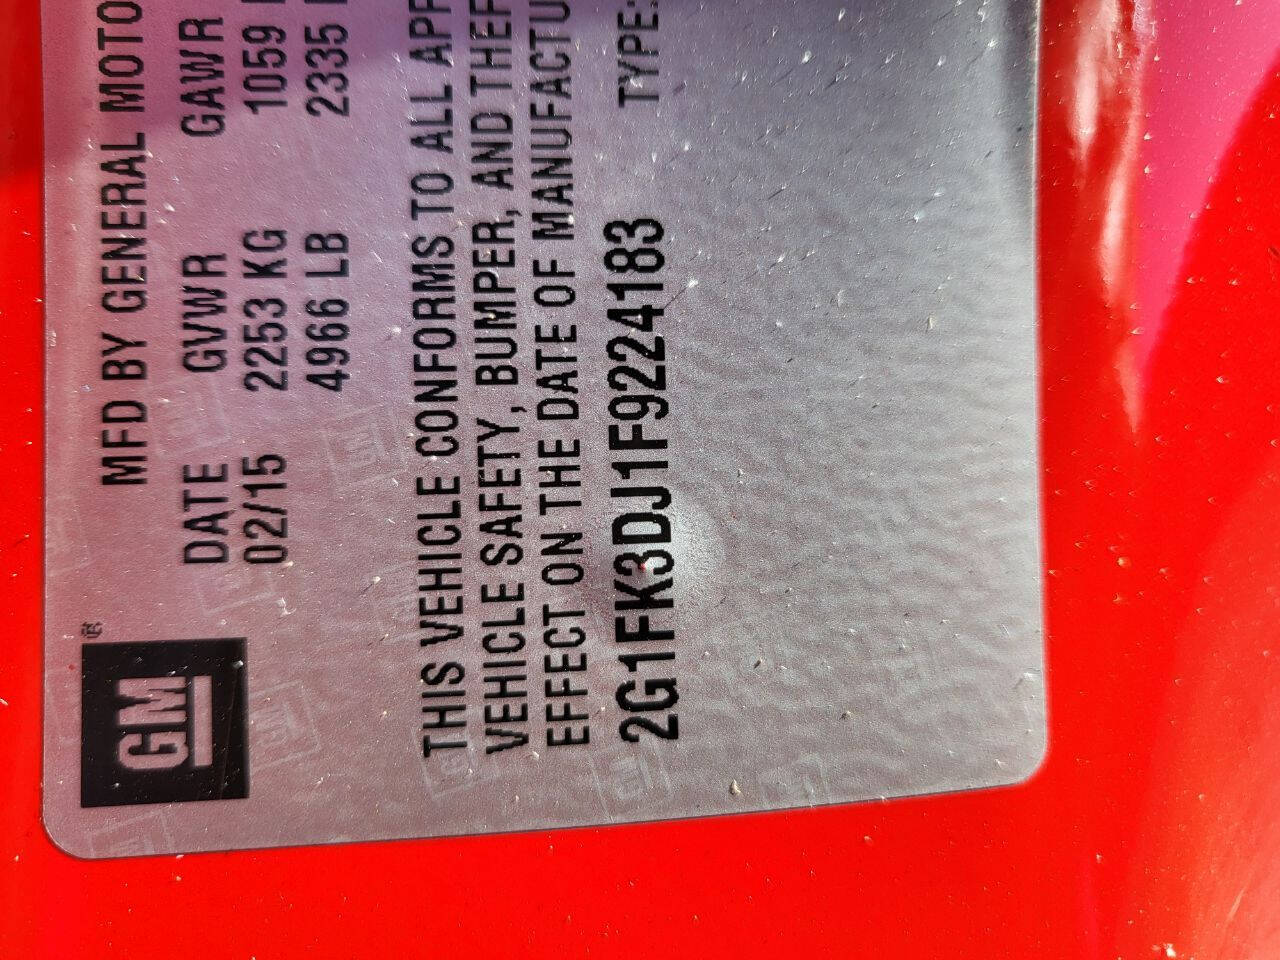 GM ®
MFD BY GENERAL MOTO
DATE GVWR GAWR
02/15 2253 KG 1059
4966 LB 2335
THIS VEHICLE CONFORMS TO ALL APP
VEHICLE SAFETY, BUMPER, AND THEF
EFFECT ON THE DATE OF MANUFACTU
2G1FK3DJ1F9224183 TYPE: